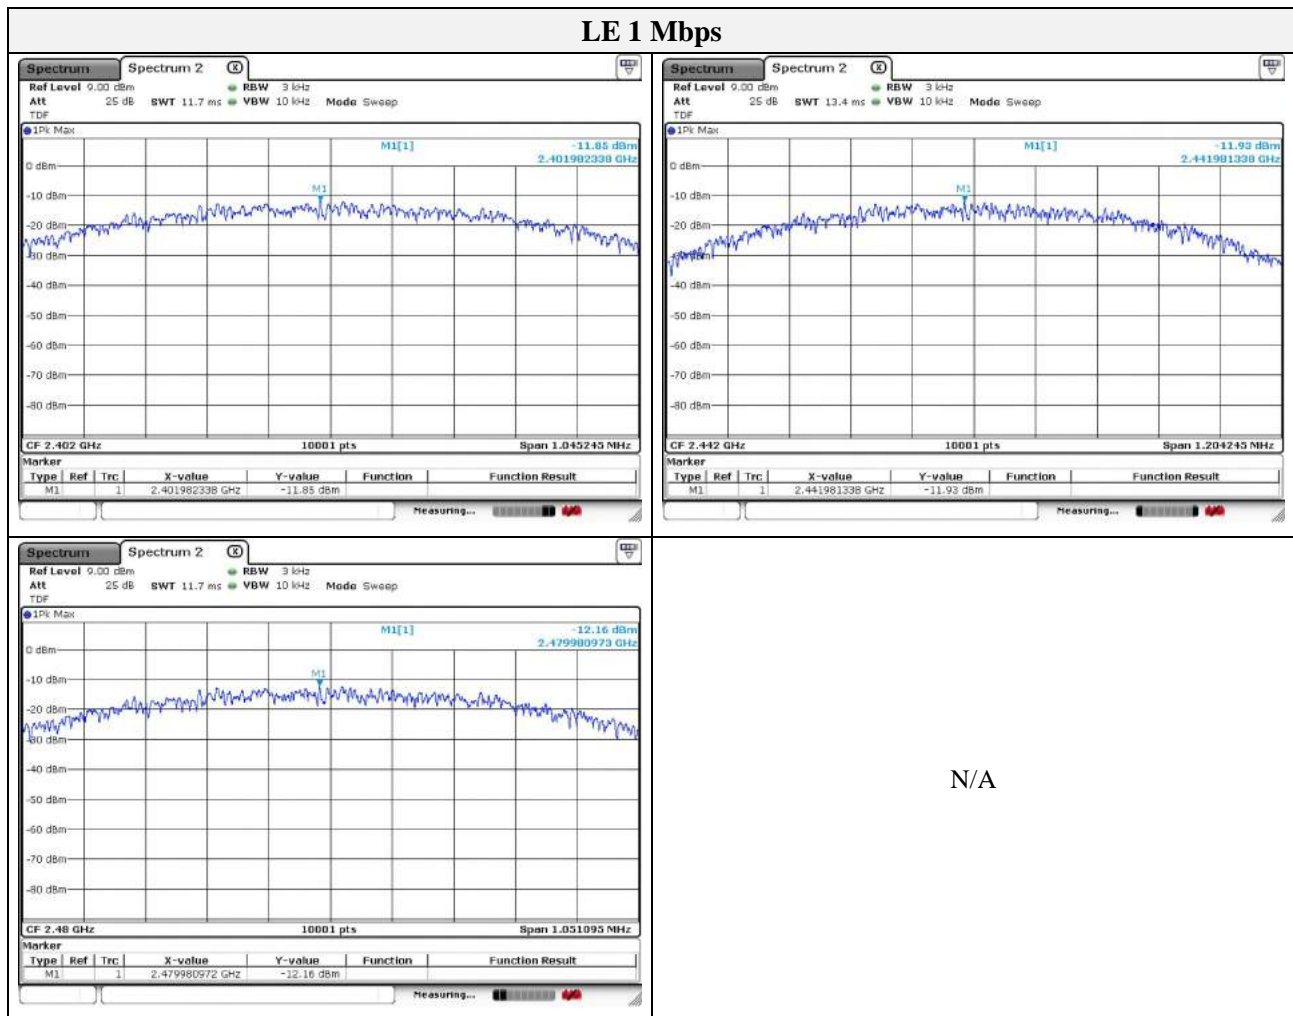 LE 1 Mbps
Spectrum Spectrum 2 X
Ref Level 9.00 dBm RBW 3 kHz
Att 25 dB SWT 11.7 ms VBW 10 kHz Mode Sweep
TDF
1Pk Max
M1[1] -11.85 dBm
2.401982338 GHz
0 dBm
M1
-10 dBm
-20 dBm
-30 dBm
-40 dBm
-50 dBm
-60 dBm
-70 dBm
-80 dBm
CF 2.402 GHz 10001 pts Span 1.045245 MHz
Marker
Type Ref Trc X-value Y-value Function Function Result
M1 1 2.40198233 GHz -11.85 dBm
Measuring...
Spectrum Spectrum 2 X
Ref Level 9.00 dBm RBW 3 kHz
Att 25 dB SWT 13.4 ms VBW 10 kHz Mode Sweep
TDF
1Pk Max
M1[1] -11.93 dBm
2.441981338 GHz
0 dBm
M1
-10 dBm
-20 dBm
-30 dBm
-40 dBm
-50 dBm
-60 dBm
-70 dBm
-80 dBm
CF 2.442 GHz 10001 pts Span 1.204245 MHz
Marker
Type Ref Trc X-value Y-value Function Function Result
M1 1 2.44198133B GHz -11.93 dBm
Measuring...
Spectrum Spectrum 2 X
Ref Level 9.00 dBm RBW 3 kHz
Att 25 dB SWT 11.7 ms VBW 10 kHz Mode Sweep
TDF
1Pk Max
M1[1] -12.16 dBm
2.479980973 GHz
0 dBm
M1
-10 dBm
-20 dBm
-30 dBm
-40 dBm
-50 dBm
-60 dBm
-70 dBm
-80 dBm
CF 2.48 GHz 10001 pts Span 1.051095 MHz
Marker
Type Ref Trc X-value Y-value Function Function Result
M1 1 2.479980972 GHz -12.16 dBm
Measuring...
N/A